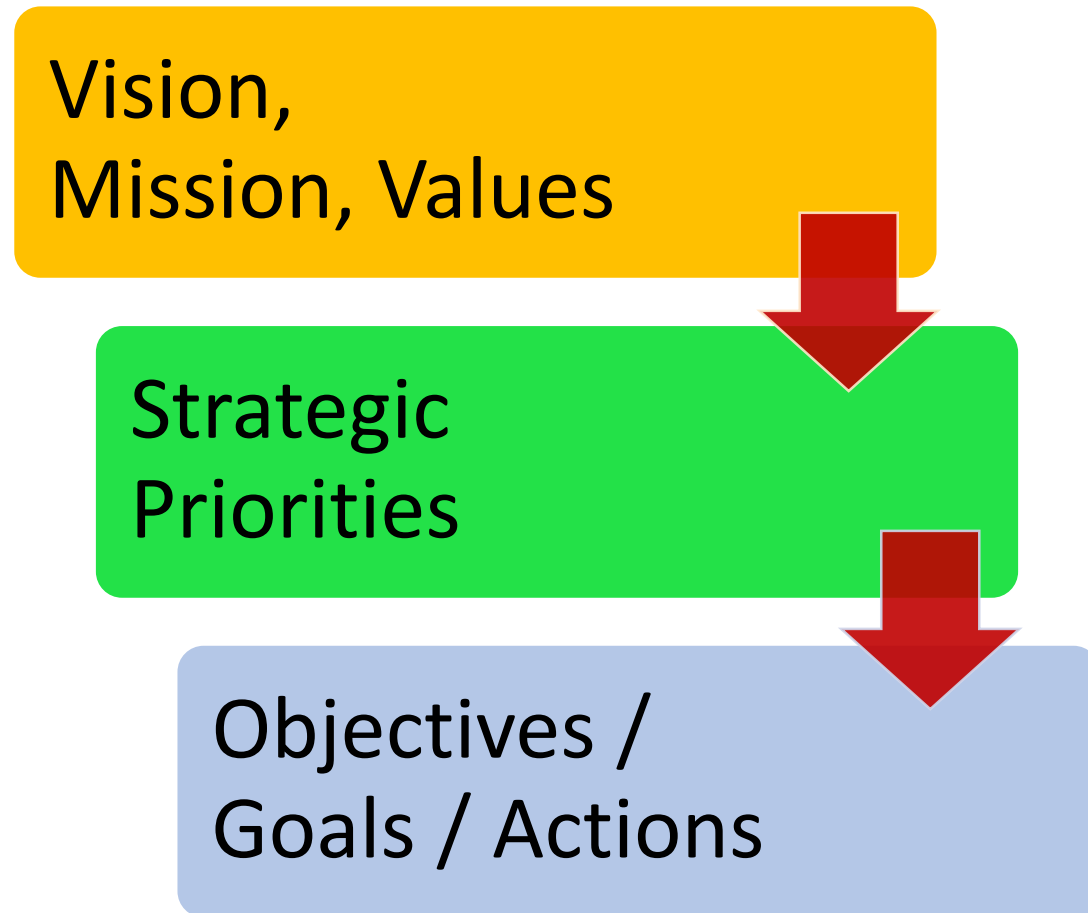 Vision,
Mission, Values
Strategic
Priorities
Objectives /
Goals / Actions